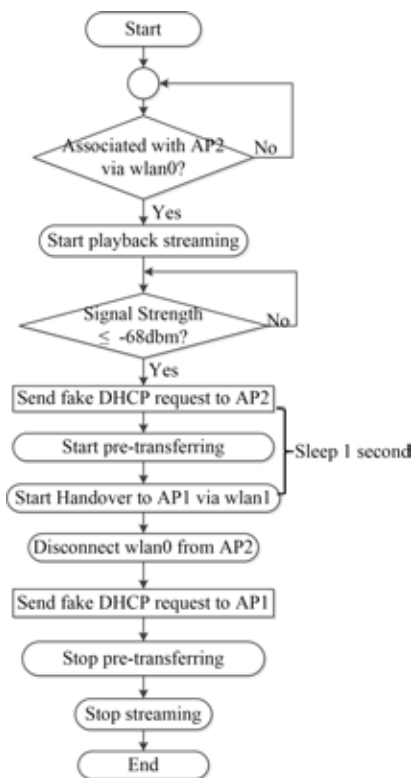 Start
Associated with AP2
via wlan0?
No
Yes
Start playback streaming
Signal Strength
≤ -68dbm?
No
Yes
Send fake DHCP request to AP2
Start pre-transferring
Sleep 1 second
Start Handover to AP1 via wlan1
Disconnect wlan0 from AP2
Send fake DHCP request to AP1
Stop pre-transferring
Stop streaming
End